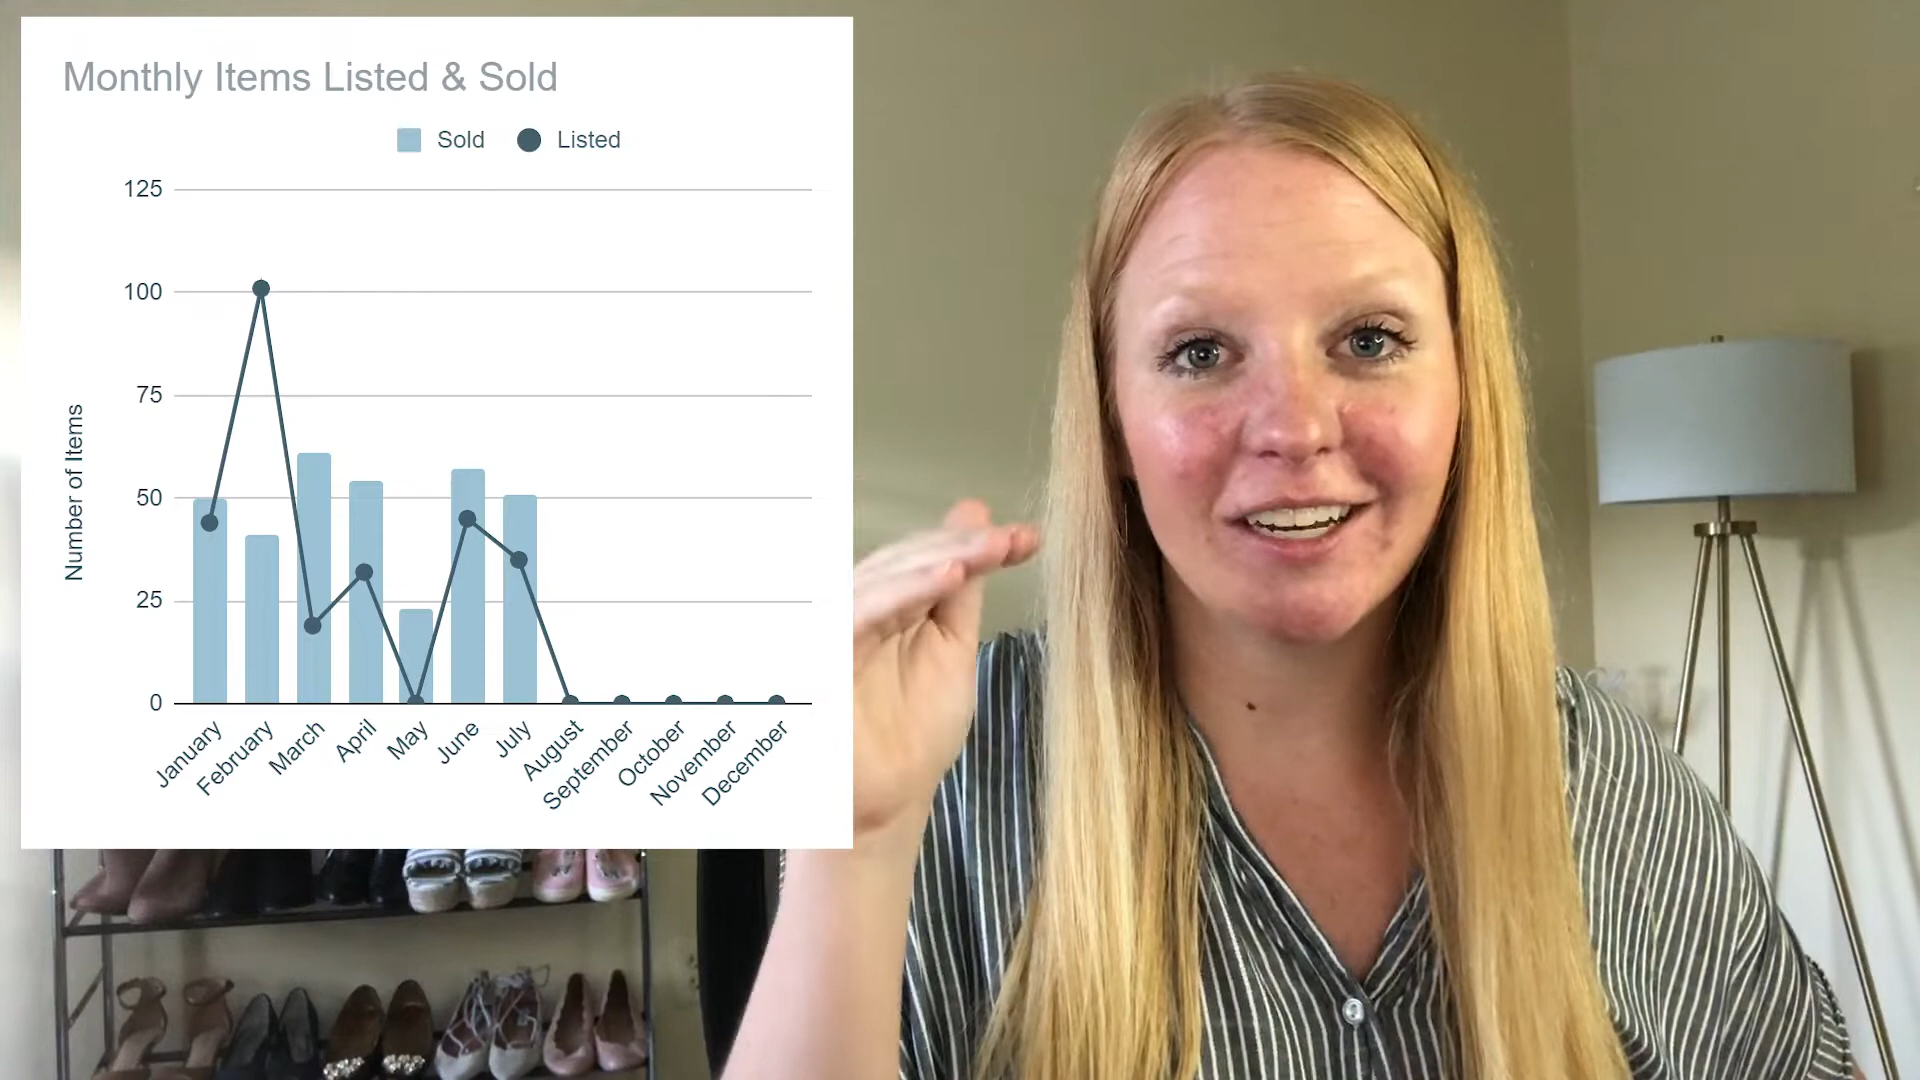 Monthly Items Listed & Sold
Sold
Listed
Number of Items
125
100
75
50
25
0
January
February
March
April
May
June
July
August
September
October
November
December